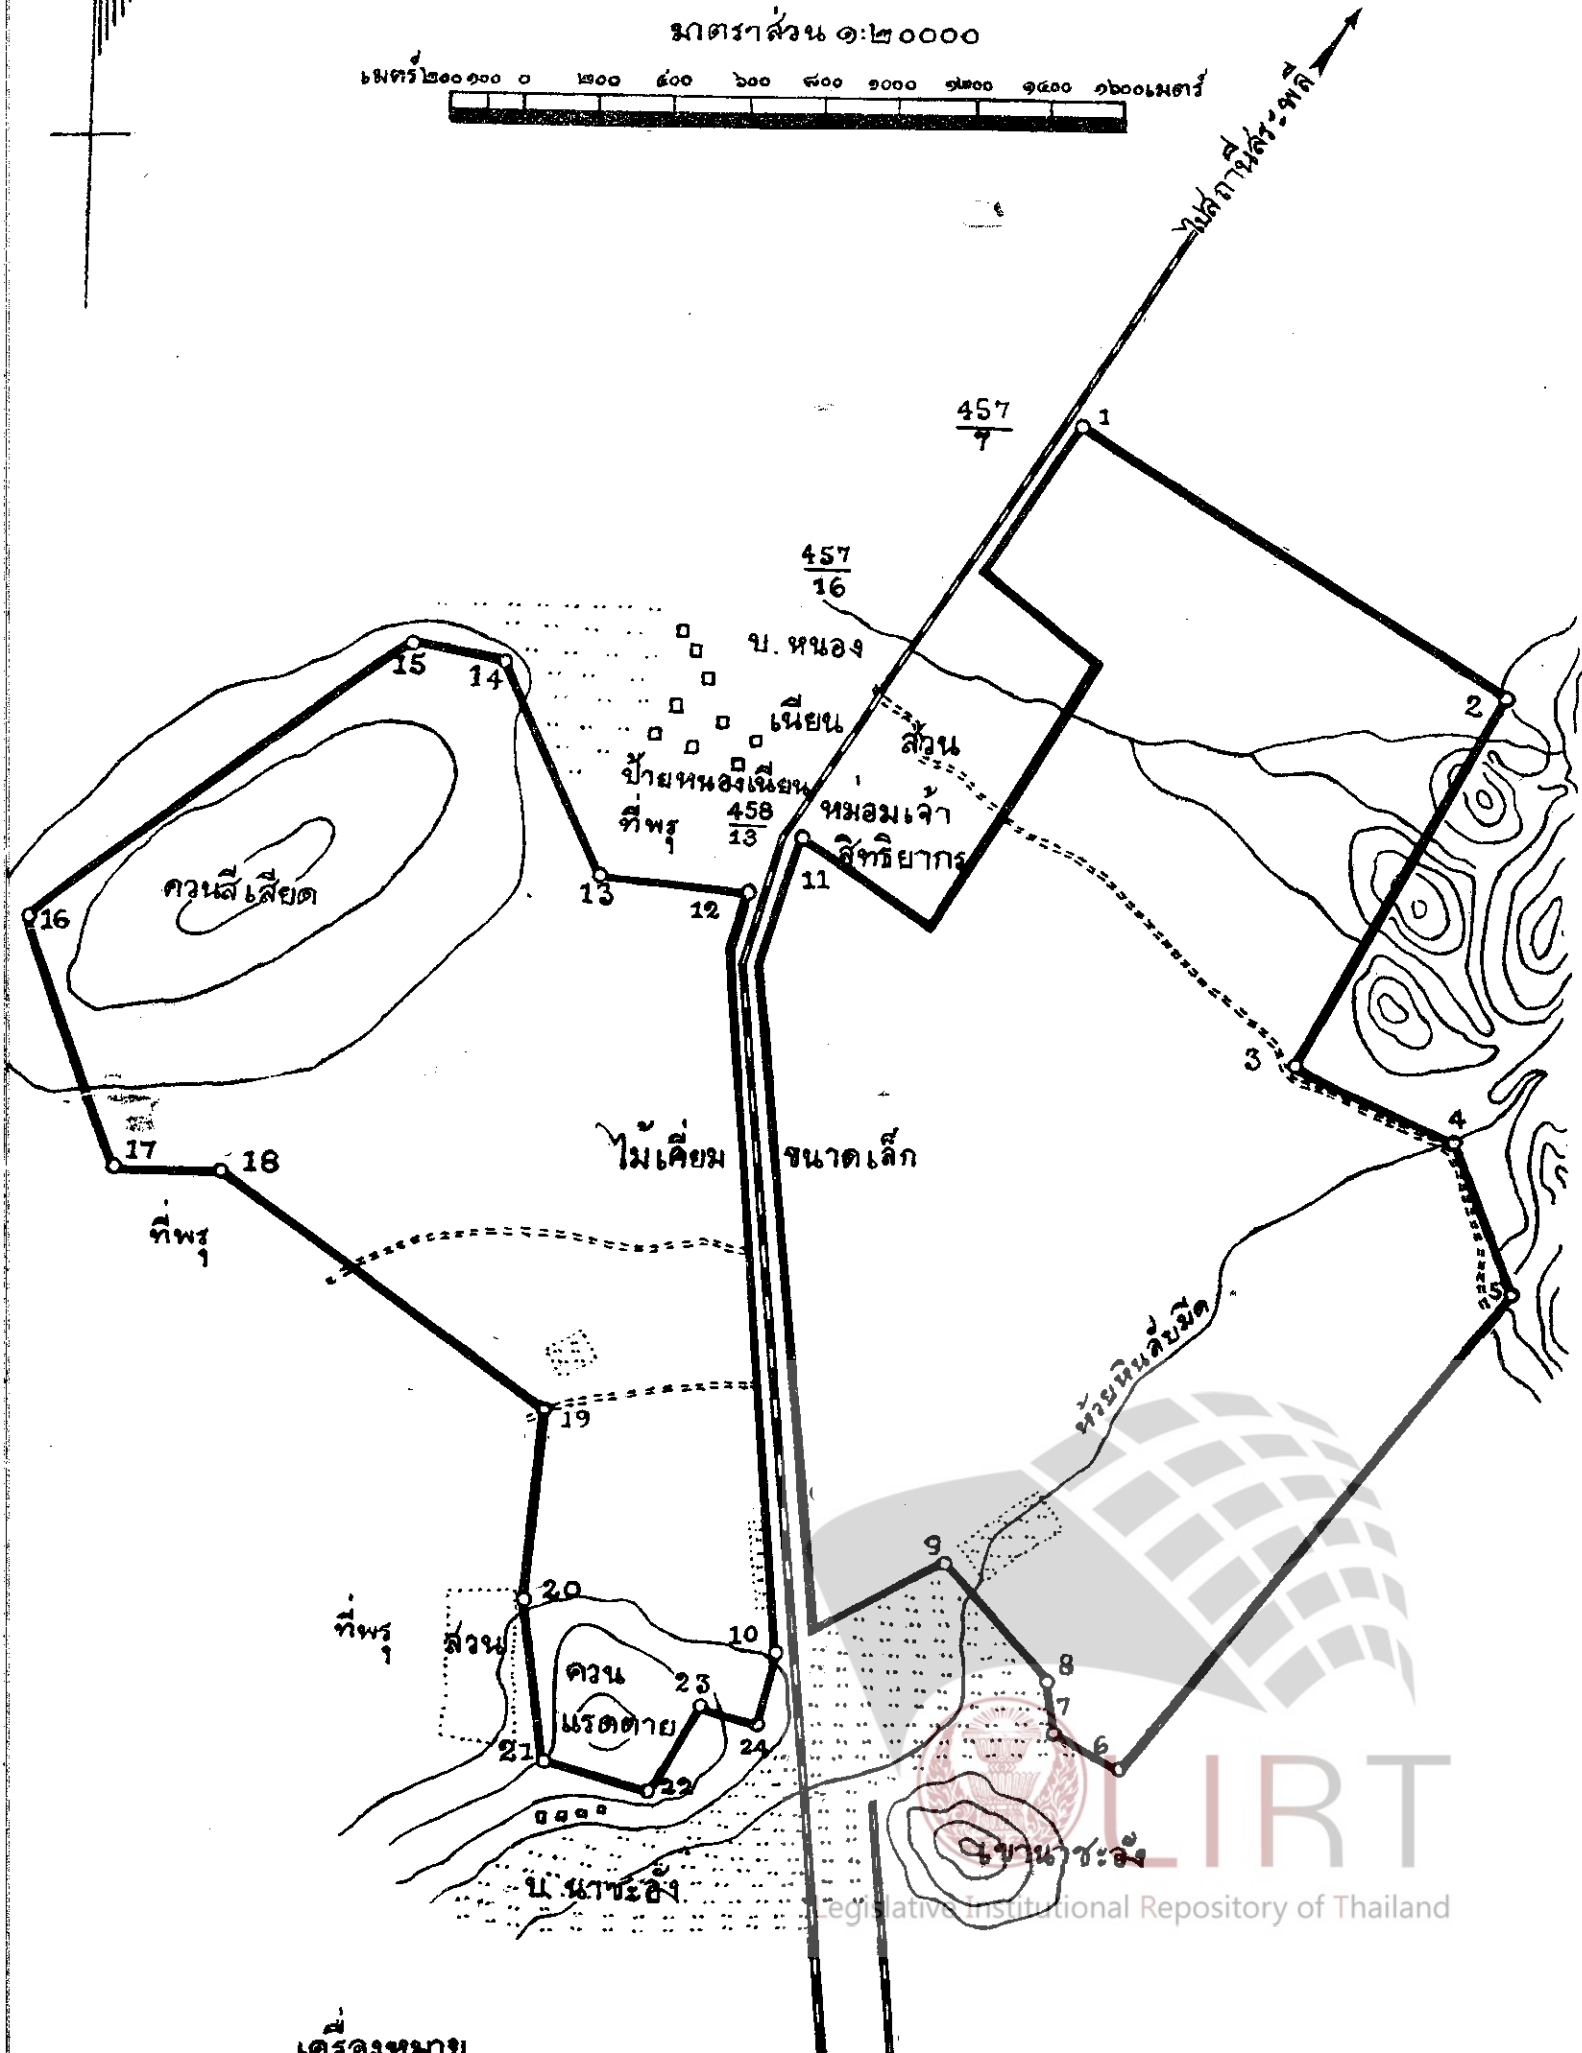 มาตราส่วน ๑:๒๐๐๐๐
เมตร์ ๒๐๐ ๑๐๐ ๐ ๒๐๐ ๔๐๐ ๖๐๐ ๘๐๐ ๑๐๐๐ ๑๒๐๐ ๑๔๐๐ ๑๖๐๐ เมตร์
ไปสถานีสระพลี
457
7
1
457
16
บ. หนอง
เนียน
15
14
2
ส่วน
ป้ายหนองเนียน
หม่อมเจ้า
สิทธิยากร
ที่พรุ
458
13
ควนสีเสียด
16
13
12
11
3
4
17
18
ไม้เคี่ยม
ขนาดเล็ก
ที่พรุ
5
ห้วยหินลับมีด
19
9
20
ที่พรุ
สวน
10
ควน
แรดตาย
23
8
7
6
21
24
22
เขานาชะอัง
บ. นาชะอัง
LIRT
Legislative Institutional Repository of Thailand
เครื่องหมาย